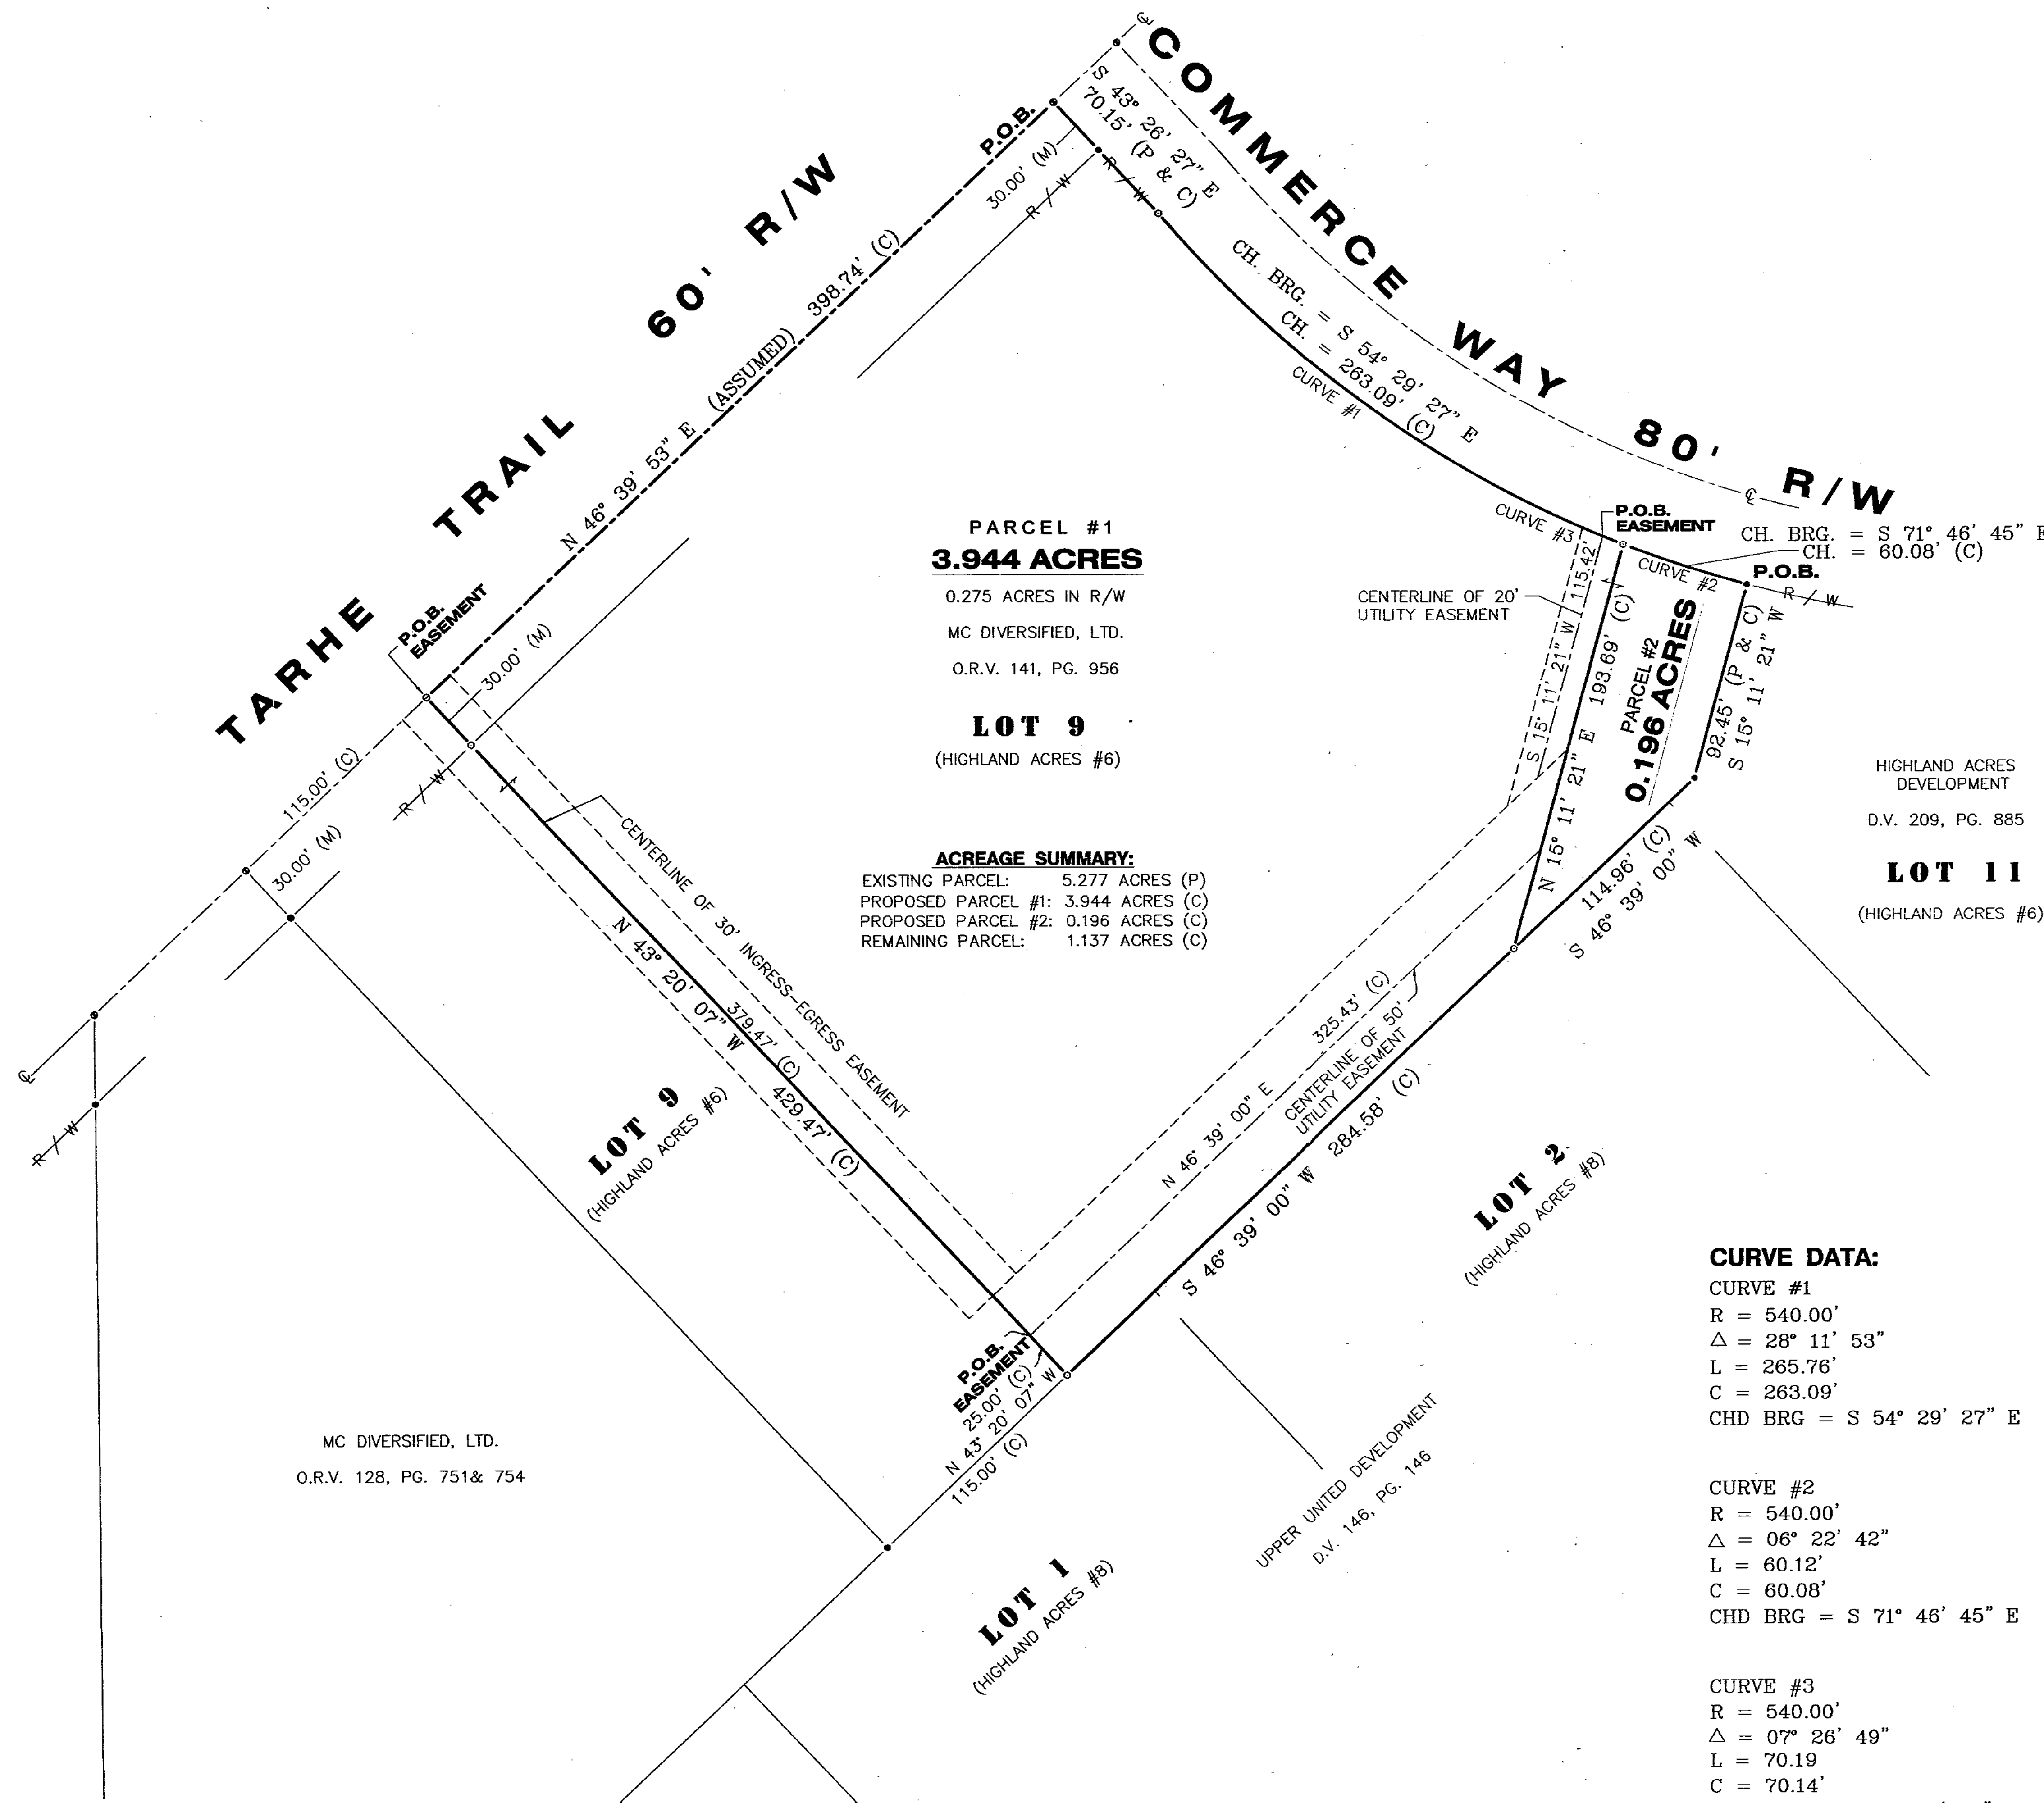 TARHE TRAIL 60' R/W
COMMERCE WAY 80' R/W
℄
S 43° 26' 27" E
70.15' (P & C)
P.O.B.
30.00' (M)
R / W
R / W
N 46° 39' 53" E (ASSUMED) 398.74' (C)
CH. BRG. = S 54° 29' 27" E
CH. = 263.09' (C)
CURVE #1
℄
CURVE #3
P.O.B.
EASEMENT
CH. BRG. = S 71° 46' 45" E
CH. = 60.08' (C)
CURVE #2
P.O.B.
R / W
PARCEL #1
3.944 ACRES
0.275 ACRES IN R/W
MC DIVERSIFIED, LTD.
O.R.V. 141, PG. 956
LOT 9
(HIGHLAND ACRES #6)
CENTERLINE OF 20'
UTILITY EASEMENT
S 15° 11' 21" W 115.42'
N 15° 11' 21" E 193.69' (C)
PARCEL #2
0.196 ACRES
92.45' (P & C)
S 15° 11' 21" W
P.O.B.
EASEMENT
30.00' (M)
115.00' (C)
R / W
30.00' (M)
HIGHLAND ACRES
DEVELOPMENT
D.V. 209, PG. 885
LOT 11
(HIGHLAND ACRES #6)
ACREAGE SUMMARY:
EXISTING PARCEL: 5.277 ACRES (P)
PROPOSED PARCEL #1: 3.944 ACRES (C)
PROPOSED PARCEL #2: 0.196 ACRES (C)
REMAINING PARCEL: 1.137 ACRES (C)
114.96' (C)
S 46° 39' 00" W
CENTERLINE OF 30' INGRESS-EGRESS EASEMENT
N 43° 20' 07" W
379.47' (C)
429.47' (C)
325.43' (C)
N 46° 39' 00" E
CENTERLINE OF 50'
UTILITY EASEMENT
S 46° 39' 00" W 284.58' (C)
℄
R / W
LOT 9
(HIGHLAND ACRES #6)
LOT 2
(HIGHLAND ACRES #8)
P.O.B.
EASEMENT
25.00' (C)
N 43° 20' 07" W
115.00' (C)
MC DIVERSIFIED, LTD.
O.R.V. 128, PG. 751& 754
UPPER UNITED DEVELOPMENT
D.V. 146, PG. 146
LOT 1
(HIGHLAND ACRES #8)
CURVE DATA:
CURVE #1
R = 540.00'
△ = 28° 11' 53"
L = 265.76'
C = 263.09'
CHD BRG = S 54° 29' 27" E
CURVE #2
R = 540.00'
△ = 06° 22' 42"
L = 60.12'
C = 60.08'
CHD BRG = S 71° 46' 45" E
CURVE #3
R = 540.00'
△ = 07° 26' 49"
L = 70.19
C = 70.14'